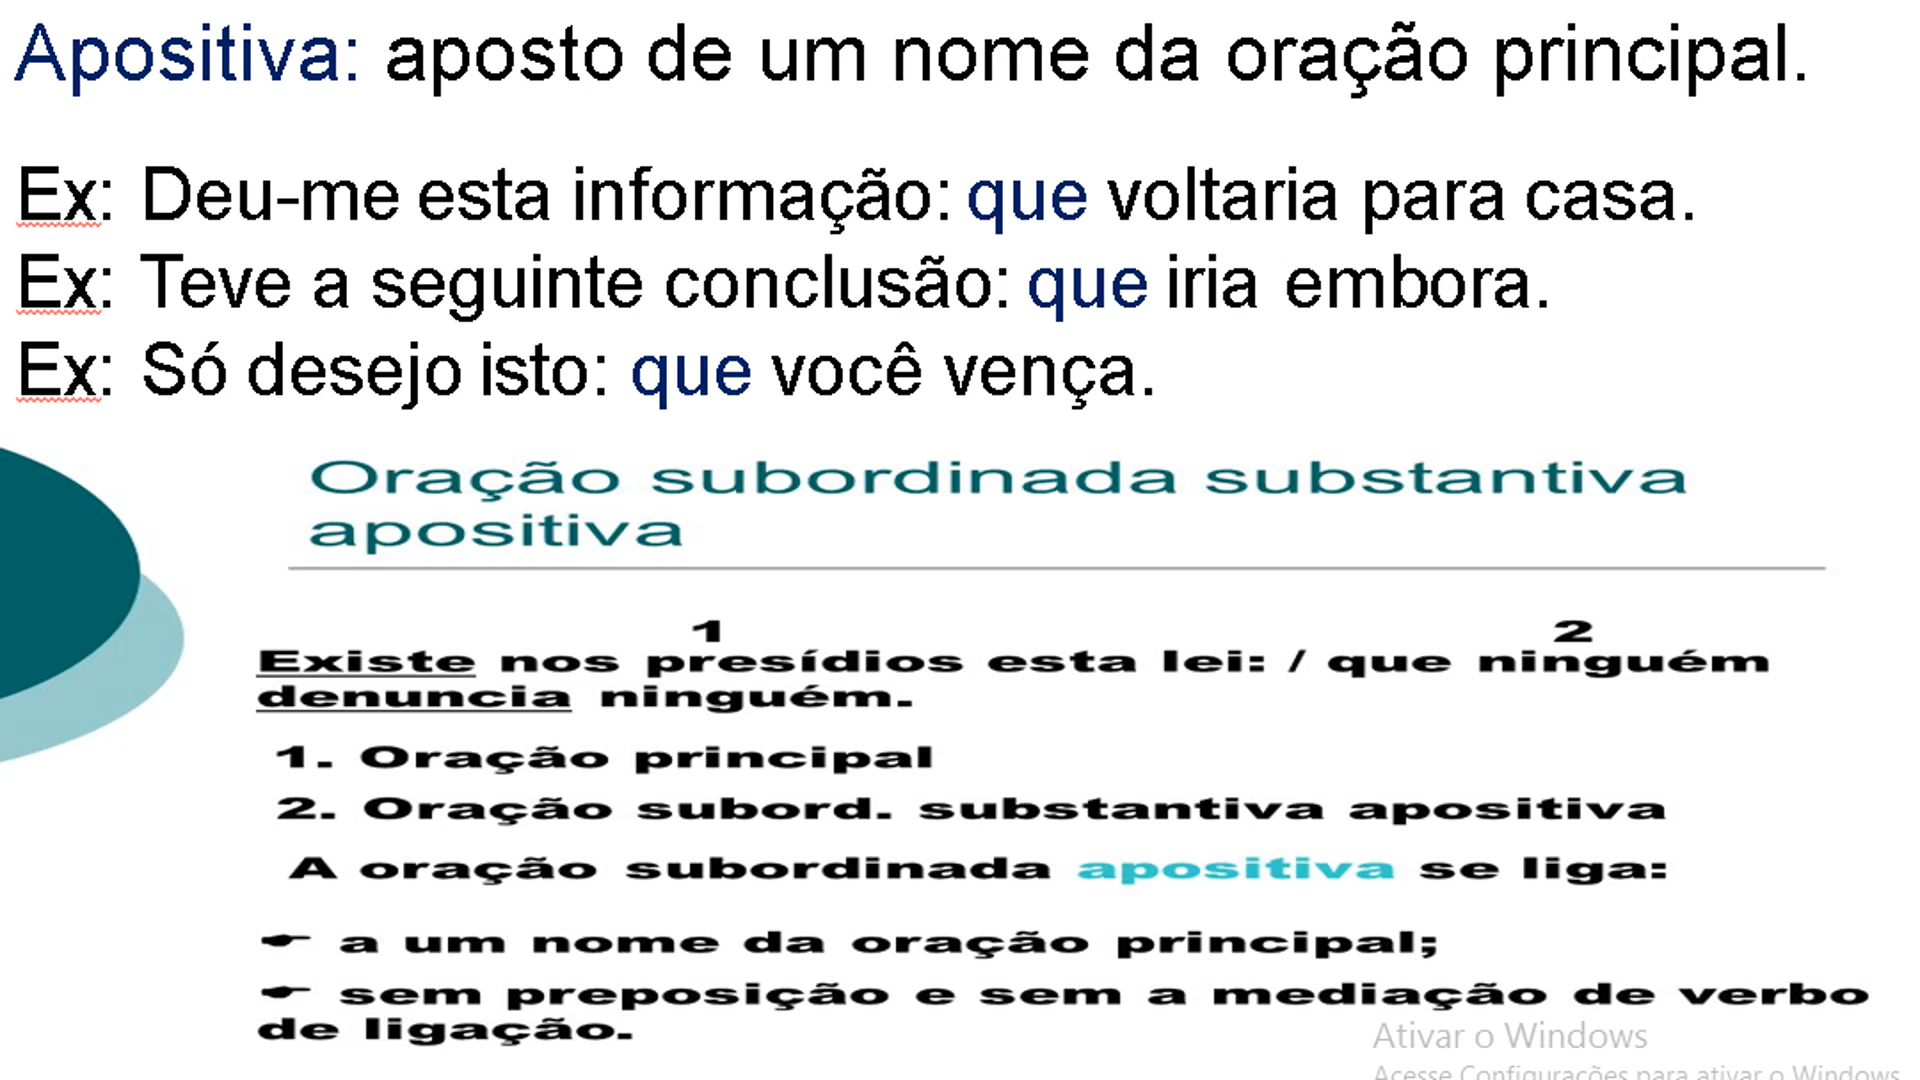 Apositiva: aposto de um nome da oração principal.
Ex: Deu-me esta informação: que voltaria para casa.
Ex: Teve a seguinte conclusão: que iria embora.
Ex: Só desejo isto: que você vença.
Oração subordinada substantiva
apositiva
1 2
Existe nos presídios esta lei: / que ninguém
denuncia ninguém.
1. Oração principal
2. Oração subord. substantiva apositiva
A oração subordinada apositiva se liga:
☛ a um nome da oração principal;
☛ sem preposição e sem a mediação de verbo
de ligação.
Ativar o Windows
Acesse Configurações para ativar o Windows.